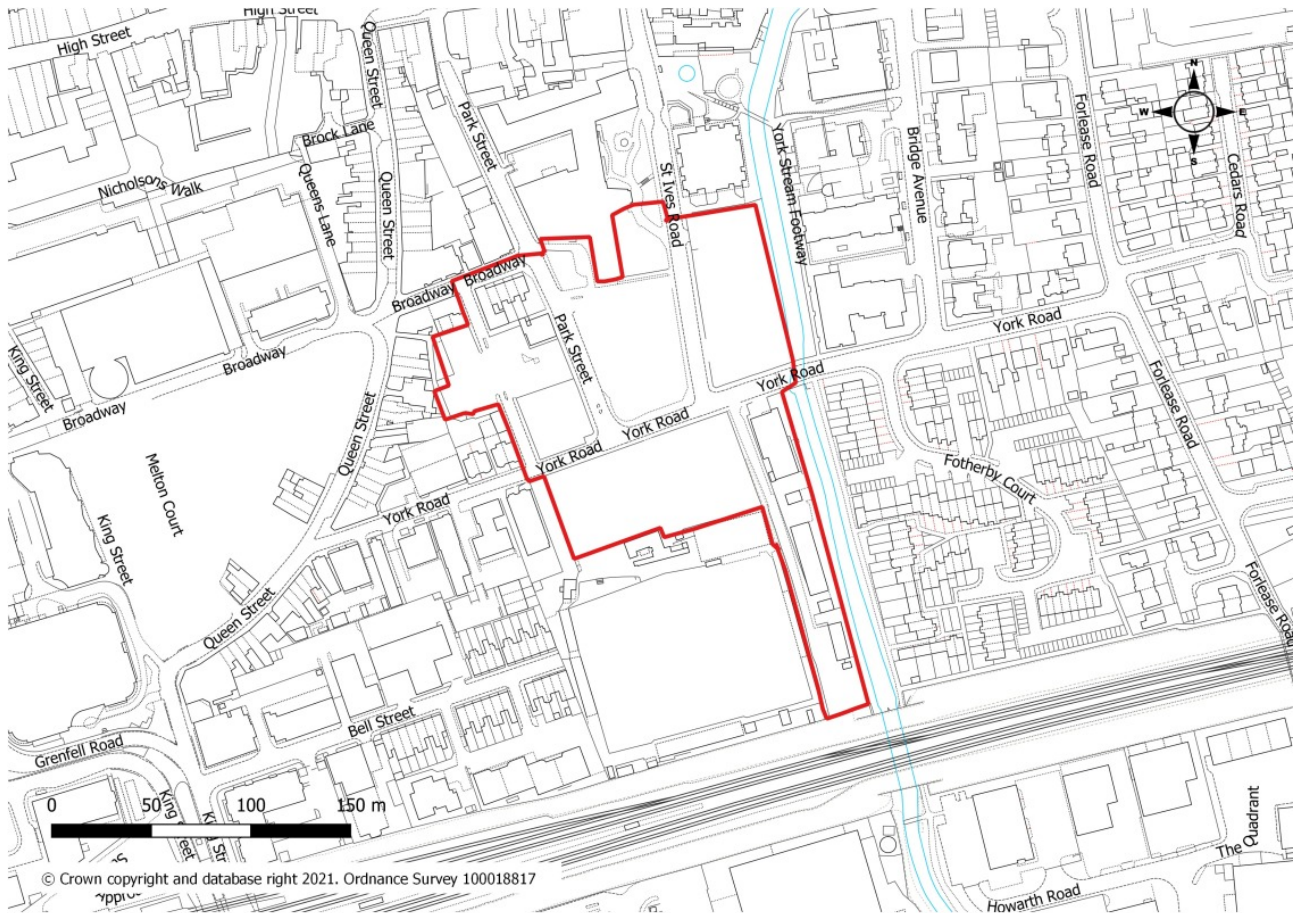 High Street
High Street
Queen Street
Park Street
Brock Lane
Nicholsons Walk
Queens Lane
Queen Street
St Ives Road
York Stream Footway
Bridge Avenue
Forlease Road
Cedars Road
N
W
E
S
Broadway
Broadway
Broadway
King Street
Broadway
Park Street
York Road
York Road
Forlease Road
Queen Street
York Road
York Road
Melton Court
York Road
Fotherby Court
King Street
Queen Street
Forlease Road
Bell Street
Grenfell Road
0 50 100 150 m
King Street
The Quadrant
Howarth Road
© Crown copyright and database right 2021. Ordnance Survey 100018817